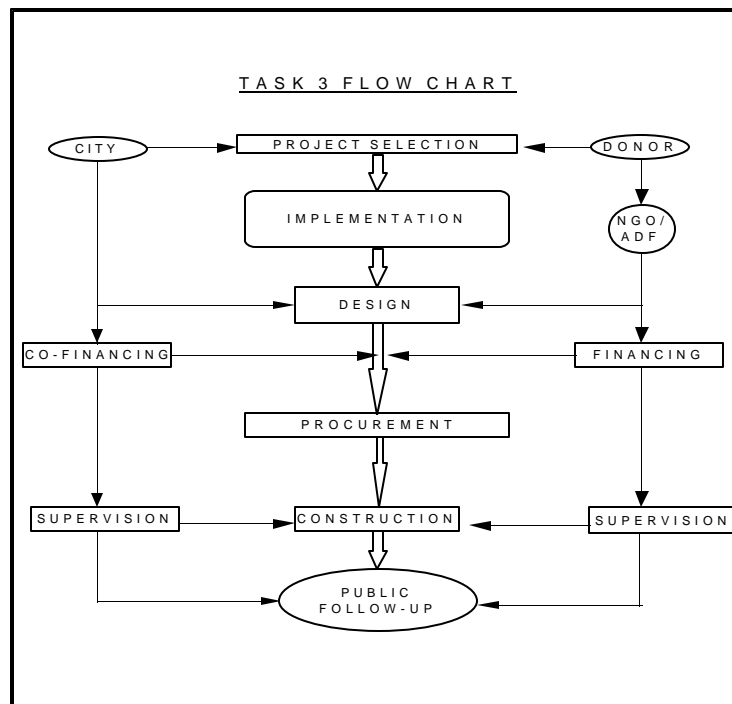 TASK 3 FLOW CHART
CITY
PROJECT SELECTION
DONOR
IMPLEMENTATION
NGO/
ADF
DESIGN
CO-FINANCING
FINANCING
PROCUREMENT
SUPERVISION
CONSTRUCTION
SUPERVISION
PUBLIC
FOLLOW-UP